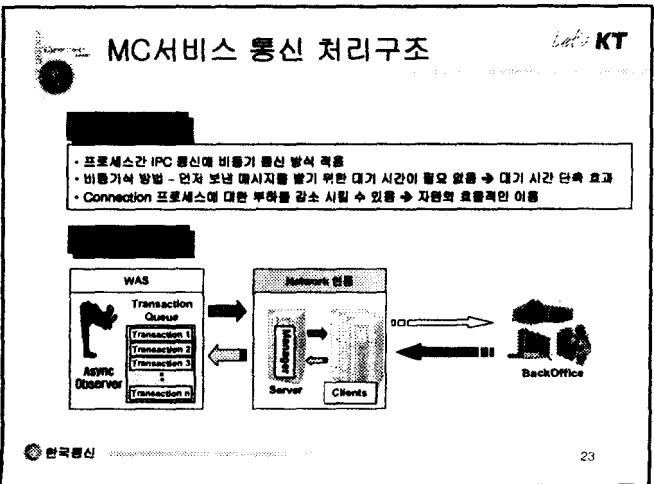 MC서비스 통신 처리구조
Let's KT
- 프로세스간 IPC 통신에 비동기 통신 방식 적용
- 비동기식 방법 – 먼저 보낸 메시지를 받기 위한 대기 시간이 필요 없음 → 대기 시간 단축 효과
- Connection 프로세스에 대한 부하를 감소 시킬 수 있음 → 자원의 효율적인 이용
WAS
Transaction
Queue
Transaction 1
Transaction 2
Transaction 3
Transaction n
Async
Observer
Network 연동
Manager
Server
Clients
BackOffice
한국통신
23